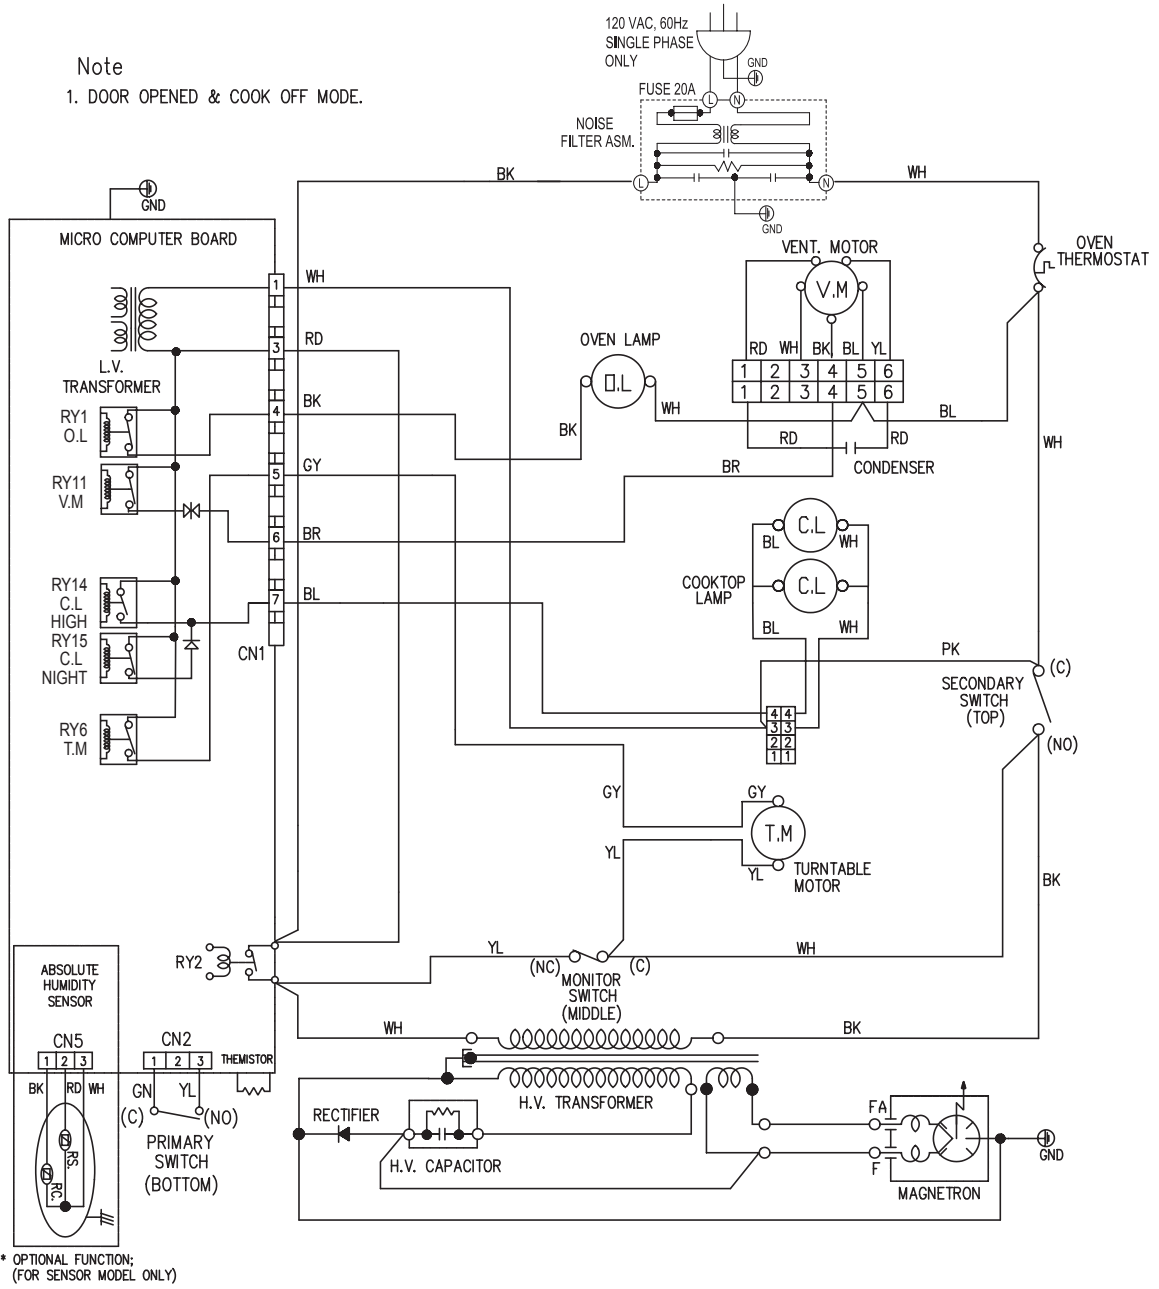 120 VAC, 60Hz
SINGLE PHASE
ONLY
GND
Note
1. DOOR OPENED & COOK OFF MODE.
FUSE 20A
L
N
NOISE
FILTER ASM.
BK
L
N
WH
GND
GND
MICRO COMPUTER BOARD
VENT. MOTOR
V.M
OVEN
THERMOSTAT
1
WH
L.V.
TRANSFORMER
3
RD
OVEN LAMP
O.L
RD
WH
BK
BL
YL
1
2
3
4
5
6
1
2
3
4
5
6
RY1
O.L
4
BK
WH
BK
BL
RD
RD
CONDENSER
WH
RY11
V.M
5
GY
BR
6
BR
C.L
BL
WH
COOKTOP
LAMP
C.L
BL
WH
RY14
C.L
HIGH
7
BL
RY15
C.L
NIGHT
CN1
PK
(C)
SECONDARY
SWITCH
(TOP)
(NO)
4 4
3 3
2 2
1 1
RY6
T.M
GY
GY
T.M
YL
YL
TURNTABLE
MOTOR
BK
RY2
YL
(NC)
(C)
WH
MONITOR
SWITCH
(MIDDLE)
ABSOLUTE
HUMIDITY
SENSOR
WH
BK
CN5
1 2 3
CN2
1 2 3
THEMISTOR
BK
RD
WH
GN
YL
(C)
(NO)
PRIMARY
SWITCH
(BOTTOM)
RS.
RC.
H.V. TRANSFORMER
RECTIFIER
H.V. CAPACITOR
FA
F
MAGNETRON
GND
* OPTIONAL FUNCTION;
(FOR SENSOR MODEL ONLY)